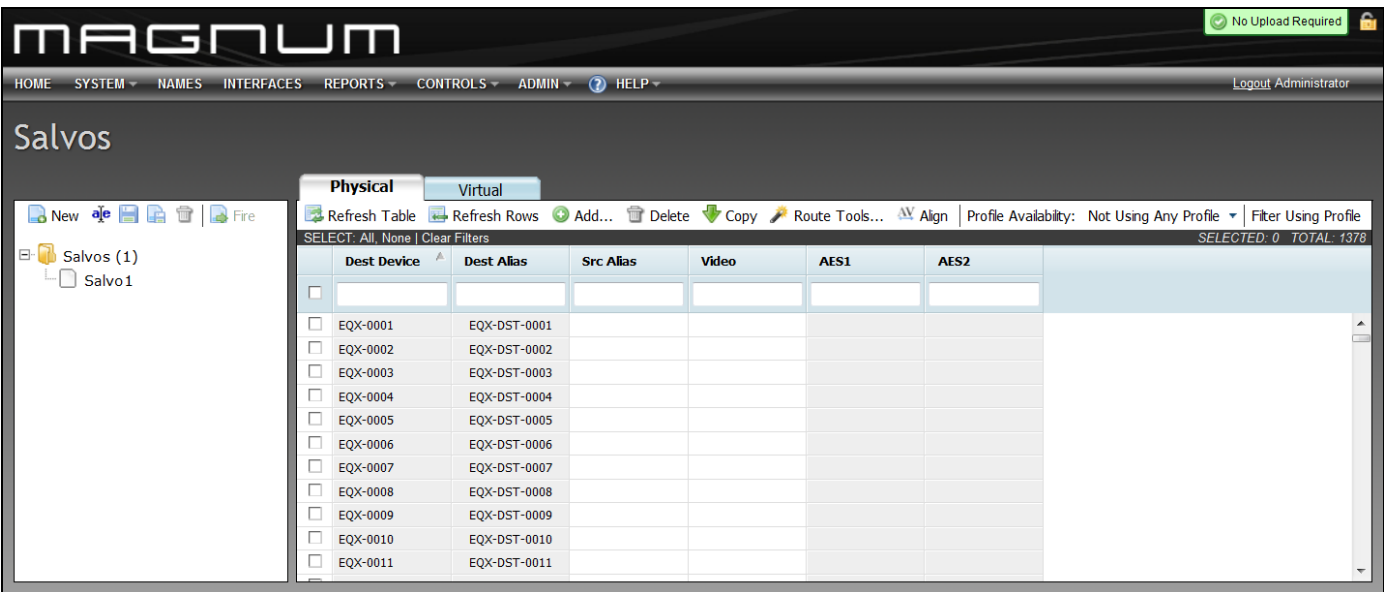 MAGNUM
No Upload Required
HOME SYSTEM NAMES INTERFACES REPORTS CONTROLS ADMIN ? HELP Logout Administrator
Salvos
Physical Virtual
New a|e Fire
Refresh Table Refresh Rows Add... Delete Copy Route Tools... AV Align Profile Availability: Not Using Any Profile Filter Using Profile
SELECT: All, None | Clear Filters SELECTED: 0 TOTAL: 1378
Salvos (1)
Salvo1
Dest Device Dest Alias Src Alias Video AES1 AES2
EQX-0001 EQX-DST-0001
EQX-0002 EQX-DST-0002
EQX-0003 EQX-DST-0003
EQX-0004 EQX-DST-0004
EQX-0005 EQX-DST-0005
EQX-0006 EQX-DST-0006
EQX-0007 EQX-DST-0007
EQX-0008 EQX-DST-0008
EQX-0009 EQX-DST-0009
EQX-0010 EQX-DST-0010
EQX-0011 EQX-DST-0011